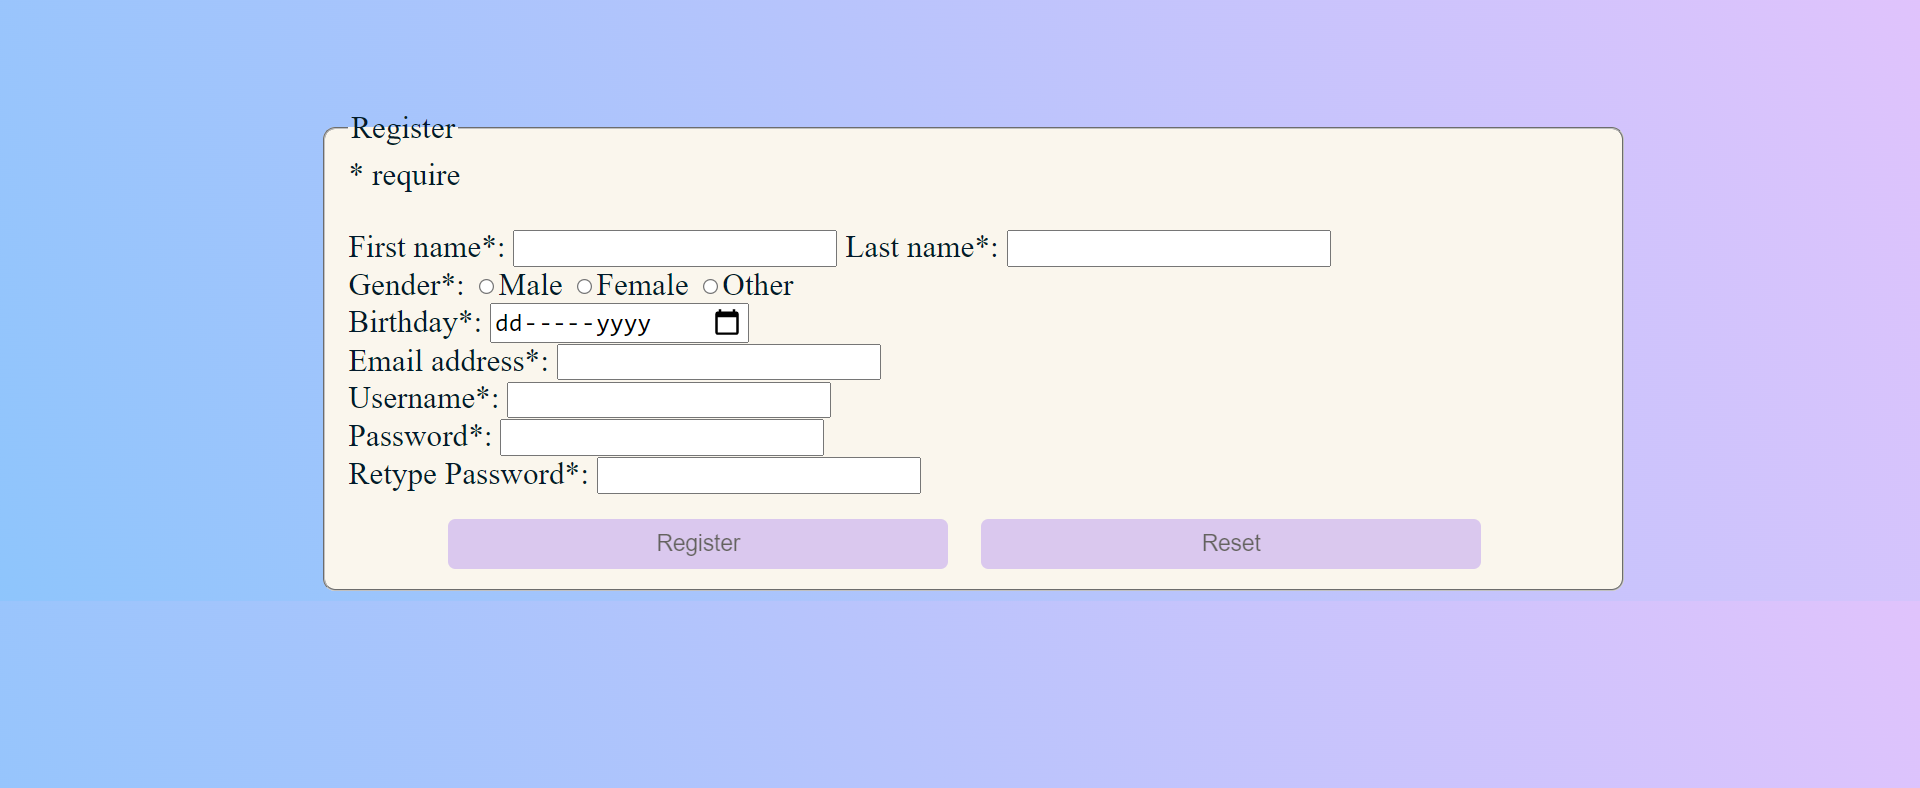 Register
* require
First name*: Last name*:
Gender*: Male Female Other
Birthday*: dd-----yyyy
Email address*:
Username*:
Password*:
Retype Password*:
Register Reset